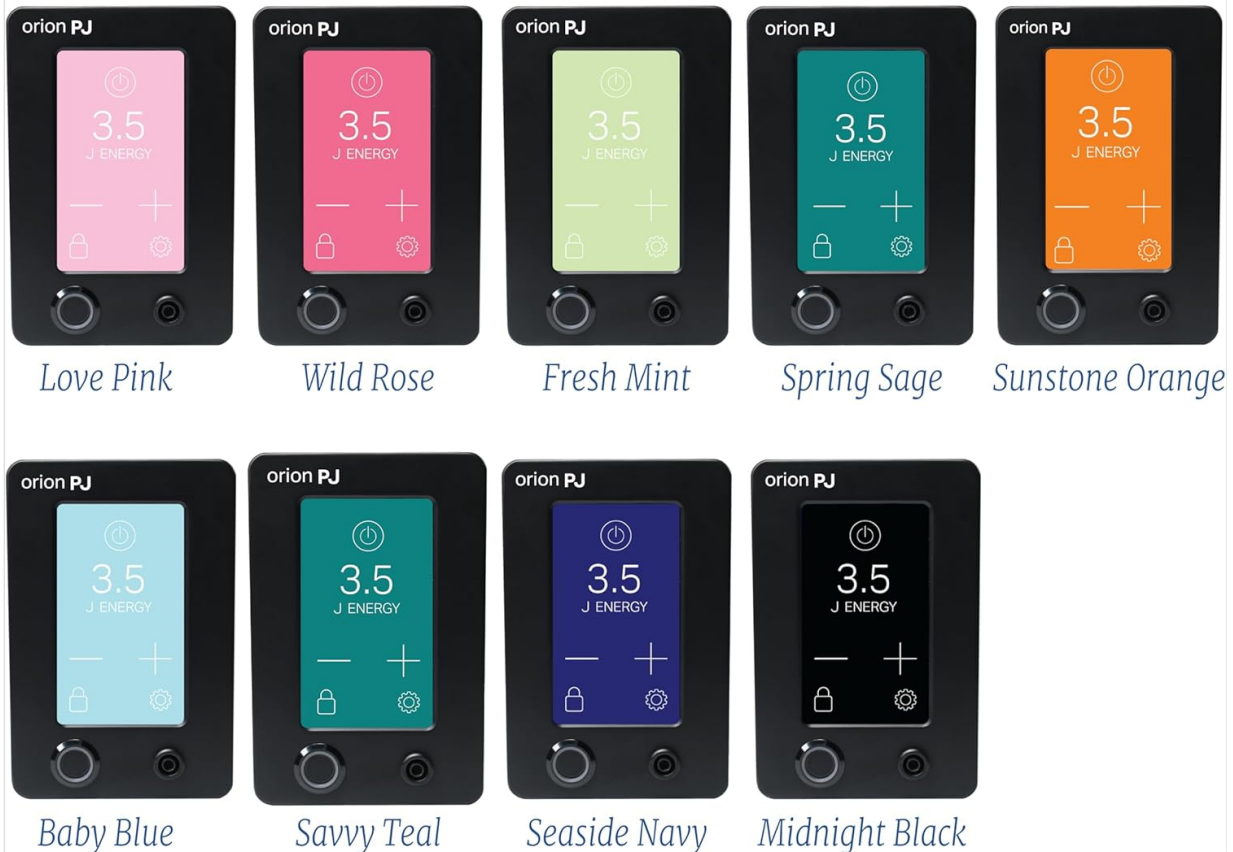 orion PJ
3.5
J ENERGY
Love Pink
orion PJ
3.5
J ENERGY
Wild Rose
orion PJ
3.5
J ENERGY
Fresh Mint
orion PJ
3.5
J ENERGY
Spring Sage
orion PJ
3.5
J ENERGY
Sunstone Orange
orion PJ
3.5
J ENERGY
Baby Blue
orion PJ
3.5
J ENERGY
Savvy Teal
orion PJ
3.5
J ENERGY
Seaside Navy
orion PJ
3.5
J ENERGY
Midnight Black